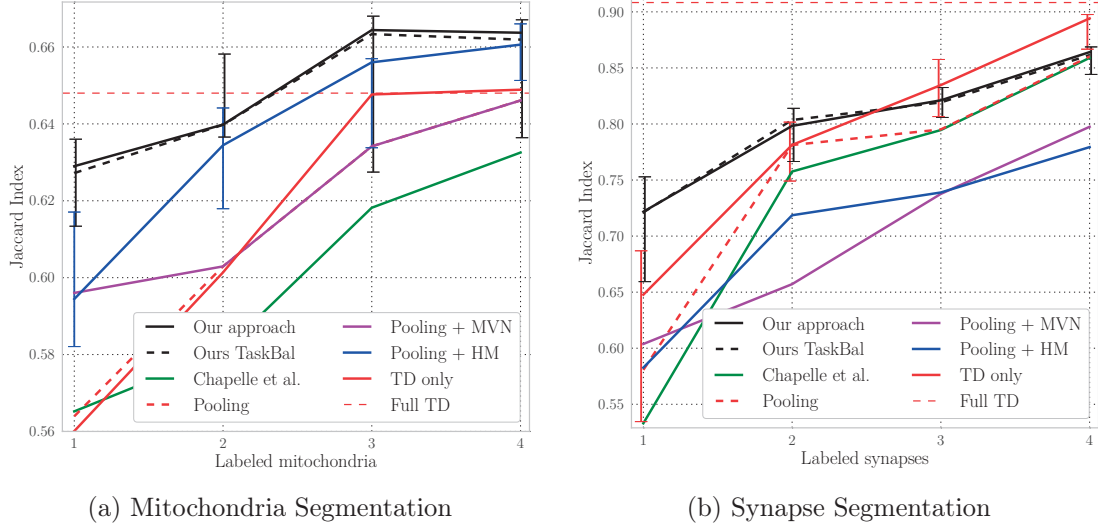 0.66
0.64
0.62
0.60
0.58
0.56
Jaccard Index
Our approach
Ours TaskBal
Chapelle et al.
Pooling
Pooling + MVN
Pooling + HM
TD only
Full TD
1 2 3 4
Labeled mitochondria
(a) Mitochondria Segmentation
0.90
0.85
0.80
0.75
0.70
0.65
0.60
0.55
Jaccard Index
Our approach
Ours TaskBal
Chapelle et al.
Pooling
Pooling + MVN
Pooling + HM
TD only
Full TD
1 2 3 4
Labeled synapses
(b) Synapse Segmentation